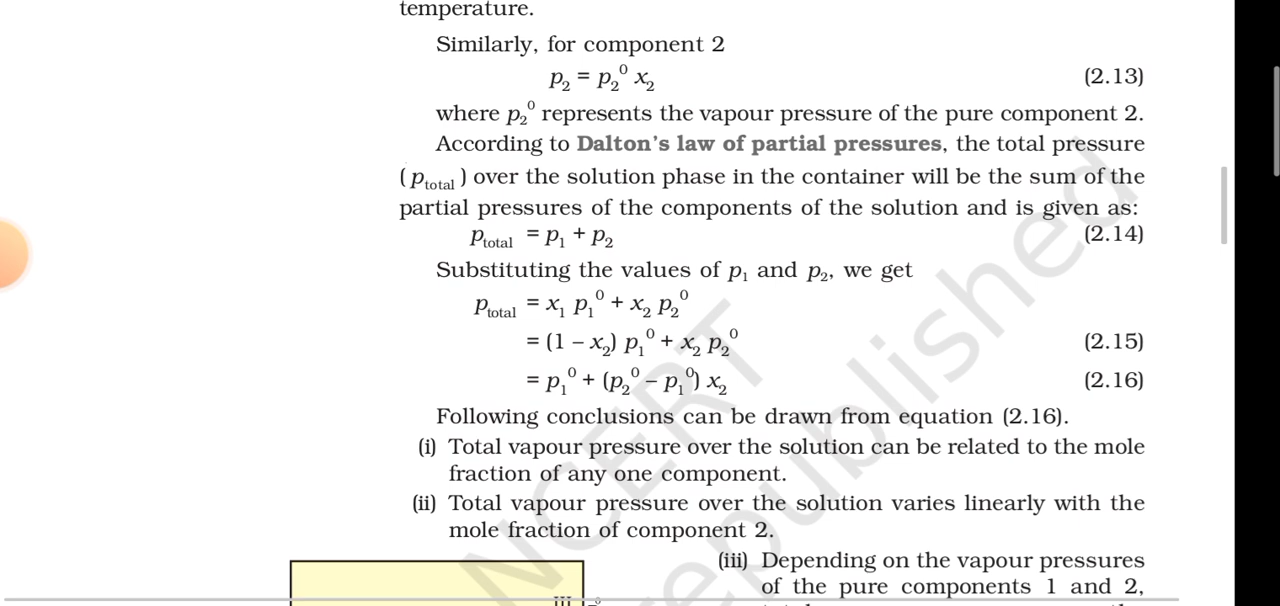 temperature.
Similarly, for component 2
p₂ = p₂⁰ x₂ (2.13)
where p₂⁰ represents the vapour pressure of the pure component 2.
According to Dalton's law of partial pressures, the total pressure
(p_total) over the solution phase in the container will be the sum of the
partial pressures of the components of the solution and is given as:
p_total = p₁ + p₂ (2.14)
Substituting the values of p₁ and p₂, we get
p_total = x₁ p₁⁰ + x₂ p₂⁰
= (1 – x₂) p₁⁰ + x₂ p₂⁰ (2.15)
= p₁⁰ + (p₂⁰ – p₁⁰) x₂ (2.16)
Following conclusions can be drawn from equation (2.16).
(i) Total vapour pressure over the solution can be related to the mole
fraction of any one component.
(ii) Total vapour pressure over the solution varies linearly with the
mole fraction of component 2.
(iii) Depending on the vapour pressures
of the pure components 1 and 2,
NCERT
republished